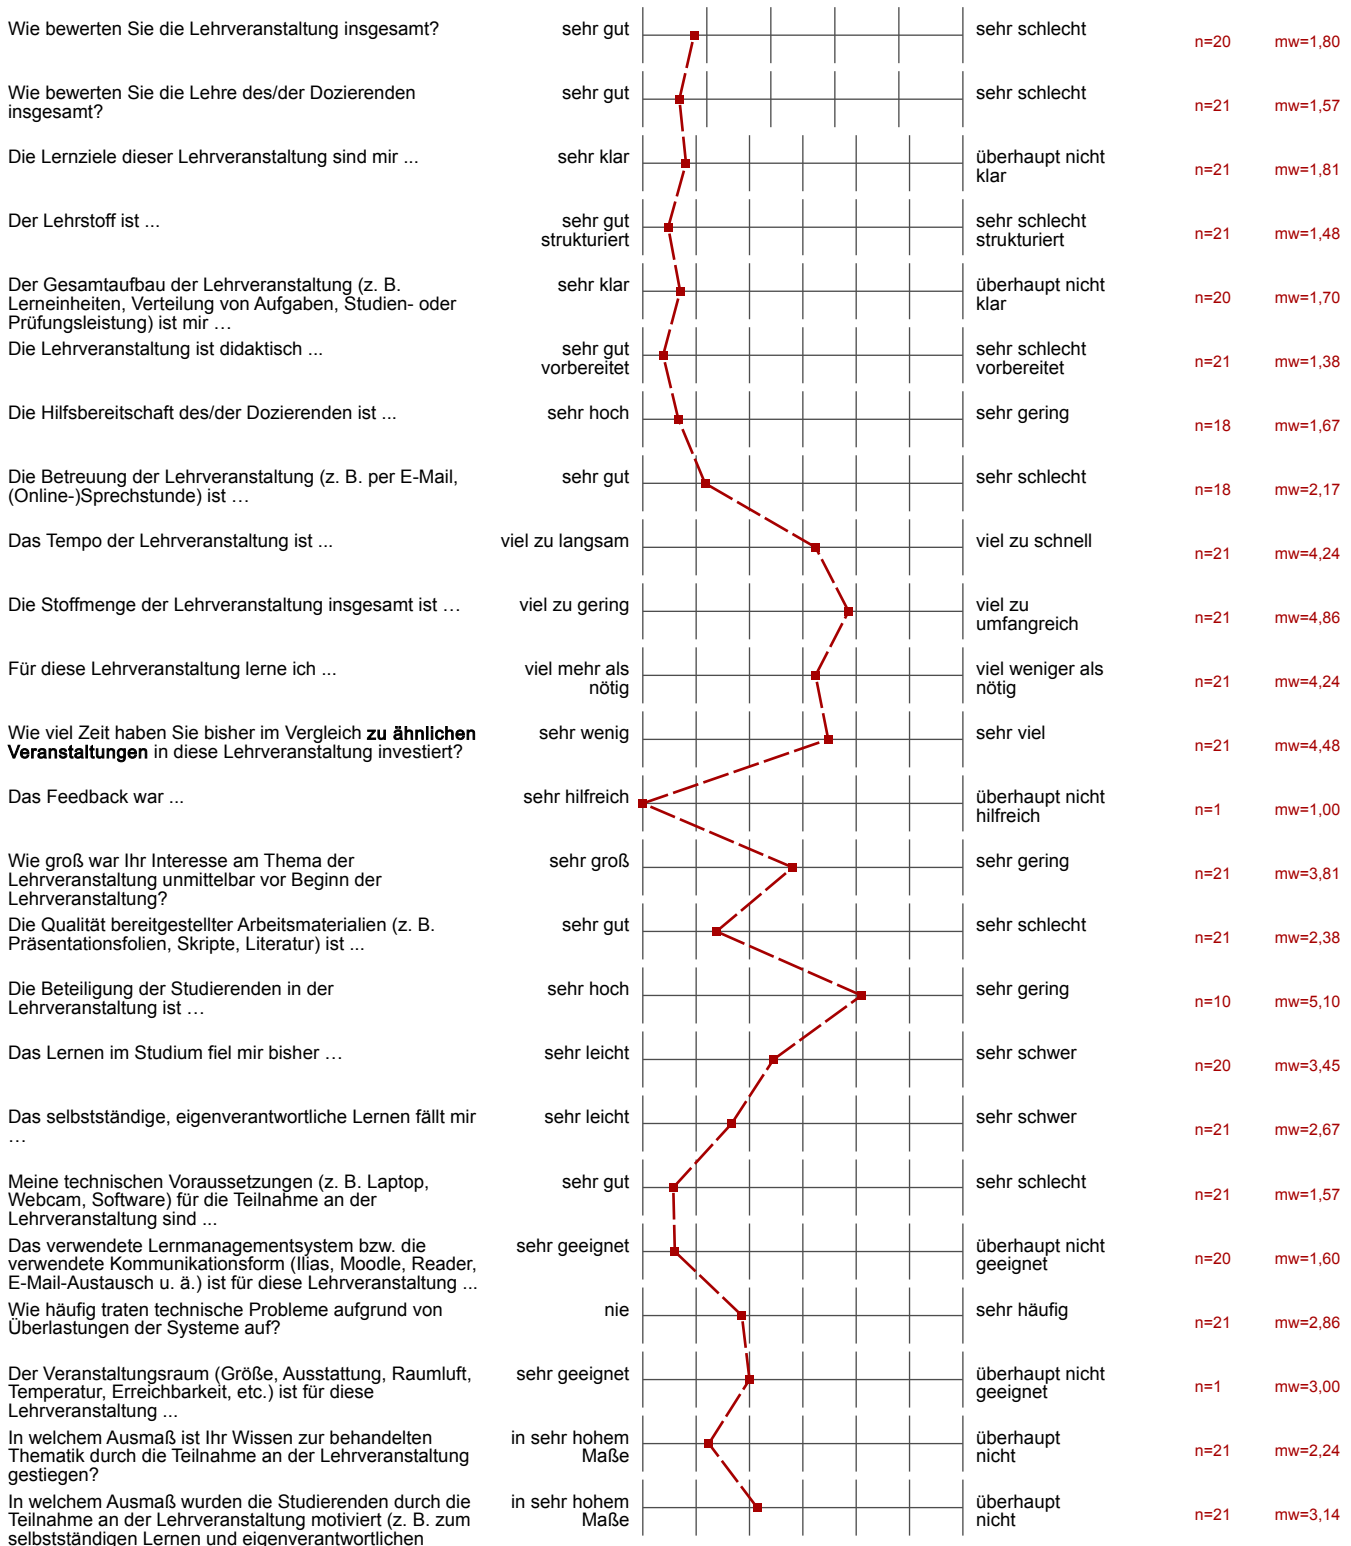 Wie bewerten Sie die Lehrveranstaltung insgesamt? sehr gut sehr schlecht n=20 mw=1,80
Wie bewerten Sie die Lehre des/der Dozierenden
insgesamt? sehr gut sehr schlecht n=21 mw=1,57
Die Lernziele dieser Lehrveranstaltung sind mir ... sehr klar überhaupt nicht
klar n=21 mw=1,81
Der Lehrstoff ist ... sehr gut sehr schlecht
strukturiert strukturiert n=21 mw=1,48
Der Gesamtaufbau der Lehrveranstaltung (z. B. sehr klar überhaupt nicht
Lerneinheiten, Verteilung von Aufgaben, Studien- oder klar n=20 mw=1,70
Prüfungsleistung) ist mir …
Die Lehrveranstaltung ist didaktisch ... sehr gut sehr schlecht
vorbereitet vorbereitet n=21 mw=1,38
Die Hilfsbereitschaft des/der Dozierenden ist ... sehr hoch sehr gering n=18 mw=1,67
Die Betreuung der Lehrveranstaltung (z. B. per E-Mail, sehr gut sehr schlecht
(Online-)Sprechstunde) ist … n=18 mw=2,17
Das Tempo der Lehrveranstaltung ist ... viel zu langsam viel zu schnell n=21 mw=4,24
Die Stoffmenge der Lehrveranstaltung insgesamt ist … viel zu gering viel zu
umfangreich n=21 mw=4,86
Für diese Lehrveranstaltung lerne ich ... viel mehr als viel weniger als
nötig nötig n=21 mw=4,24
Wie viel Zeit haben Sie bisher im Vergleich zu ähnlichen sehr wenig sehr viel
Veranstaltungen in diese Lehrveranstaltung investiert? n=21 mw=4,48
Das Feedback war ... sehr hilfreich überhaupt nicht
hilfreich n=1 mw=1,00
Wie groß war Ihr Interesse am Thema der sehr groß sehr gering
Lehrveranstaltung unmittelbar vor Beginn der n=21 mw=3,81
Lehrveranstaltung?
Die Qualität bereitgestellter Arbeitsmaterialien (z. B. sehr gut sehr schlecht
Präsentationsfolien, Skripte, Literatur) ist ... n=21 mw=2,38
Die Beteiligung der Studierenden in der sehr hoch sehr gering
Lehrveranstaltung ist … n=10 mw=5,10
Das Lernen im Studium fiel mir bisher … sehr leicht sehr schwer n=20 mw=3,45
Das selbstständige, eigenverantwortliche Lernen fällt mir sehr leicht sehr schwer
… n=21 mw=2,67
Meine technischen Voraussetzungen (z. B. Laptop, sehr gut sehr schlecht
Webcam, Software) für die Teilnahme an der n=21 mw=1,57
Lehrveranstaltung sind ...
Das verwendete Lernmanagementsystem bzw. die sehr geeignet überhaupt nicht
verwendete Kommunikationsform (Ilias, Moodle, Reader, geeignet n=20 mw=1,60
E-Mail-Austausch u. ä.) ist für diese Lehrveranstaltung ...
Wie häufig traten technische Probleme aufgrund von nie sehr häufig
Überlastungen der Systeme auf? n=21 mw=2,86
Der Veranstaltungsraum (Größe, Ausstattung, Raumluft, sehr geeignet überhaupt nicht
Temperatur, Erreichbarkeit, etc.) ist für diese geeignet n=1 mw=3,00
Lehrveranstaltung ...
In welchem Ausmaß ist Ihr Wissen zur behandelten in sehr hohem überhaupt
Thematik durch die Teilnahme an der Lehrveranstaltung Maße nicht n=21 mw=2,24
gestiegen?
In welchem Ausmaß wurden die Studierenden durch die in sehr hohem überhaupt
Teilnahme an der Lehrveranstaltung motiviert (z. B. zum Maße nicht n=21 mw=3,14
selbstständigen Lernen und eigenverantwortlichen